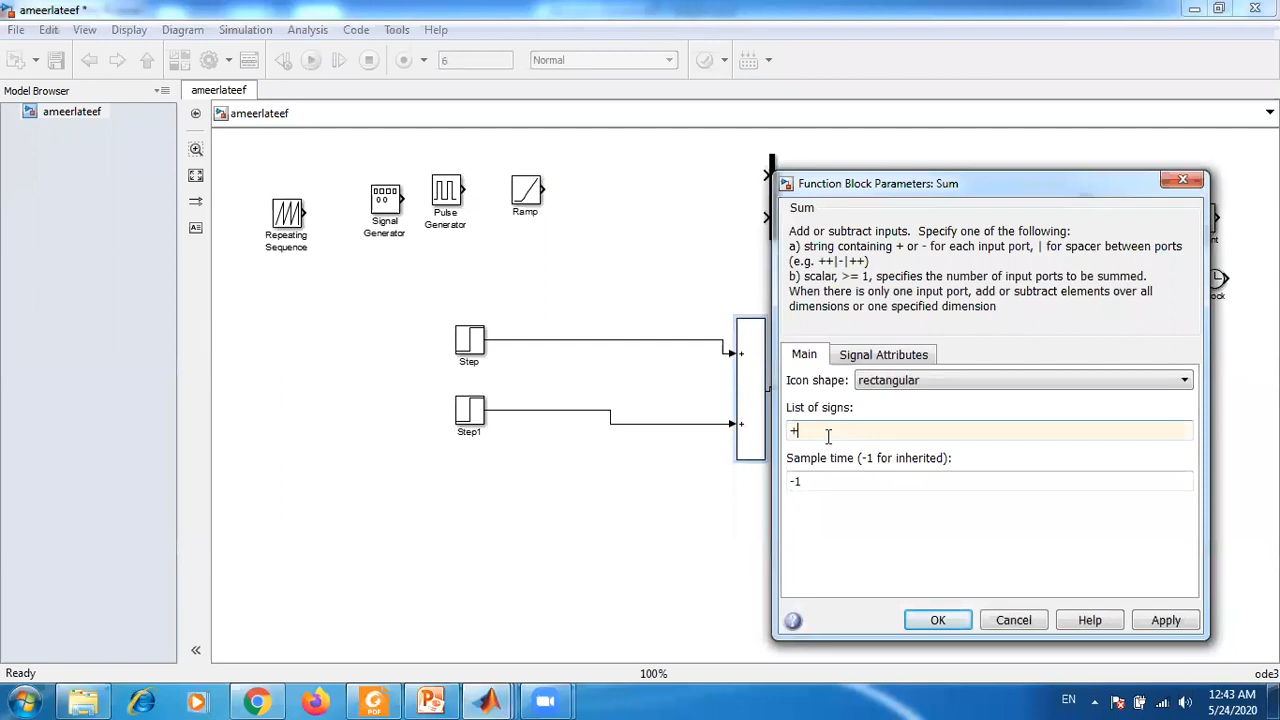 ameerlateef *
File Edit View Display Diagram Simulation Analysis Code Tools Help
6
Normal
Model Browser
ameerlateef
ameerlateef
ameerlateef
Repeating
Sequence
Signal
Generator
Pulse
Generator
Ramp
Step
Step1
+
+
Function Block Parameters: Sum
Sum
Add or subtract inputs. Specify one of the following:
a) string containing + or - for each input port, | for spacer between ports
(e.g. ++|-|++)
b) scalar, >= 1, specifies the number of input ports to be summed.
When there is only one input port, add or subtract elements over all
dimensions or one specified dimension
Main
Signal Attributes
Icon shape: rectangular
List of signs:
+
Sample time (-1 for inherited):
-1
OK Cancel Help Apply
Ready
100%
ode3
EN
12:43 AM
5/24/2020